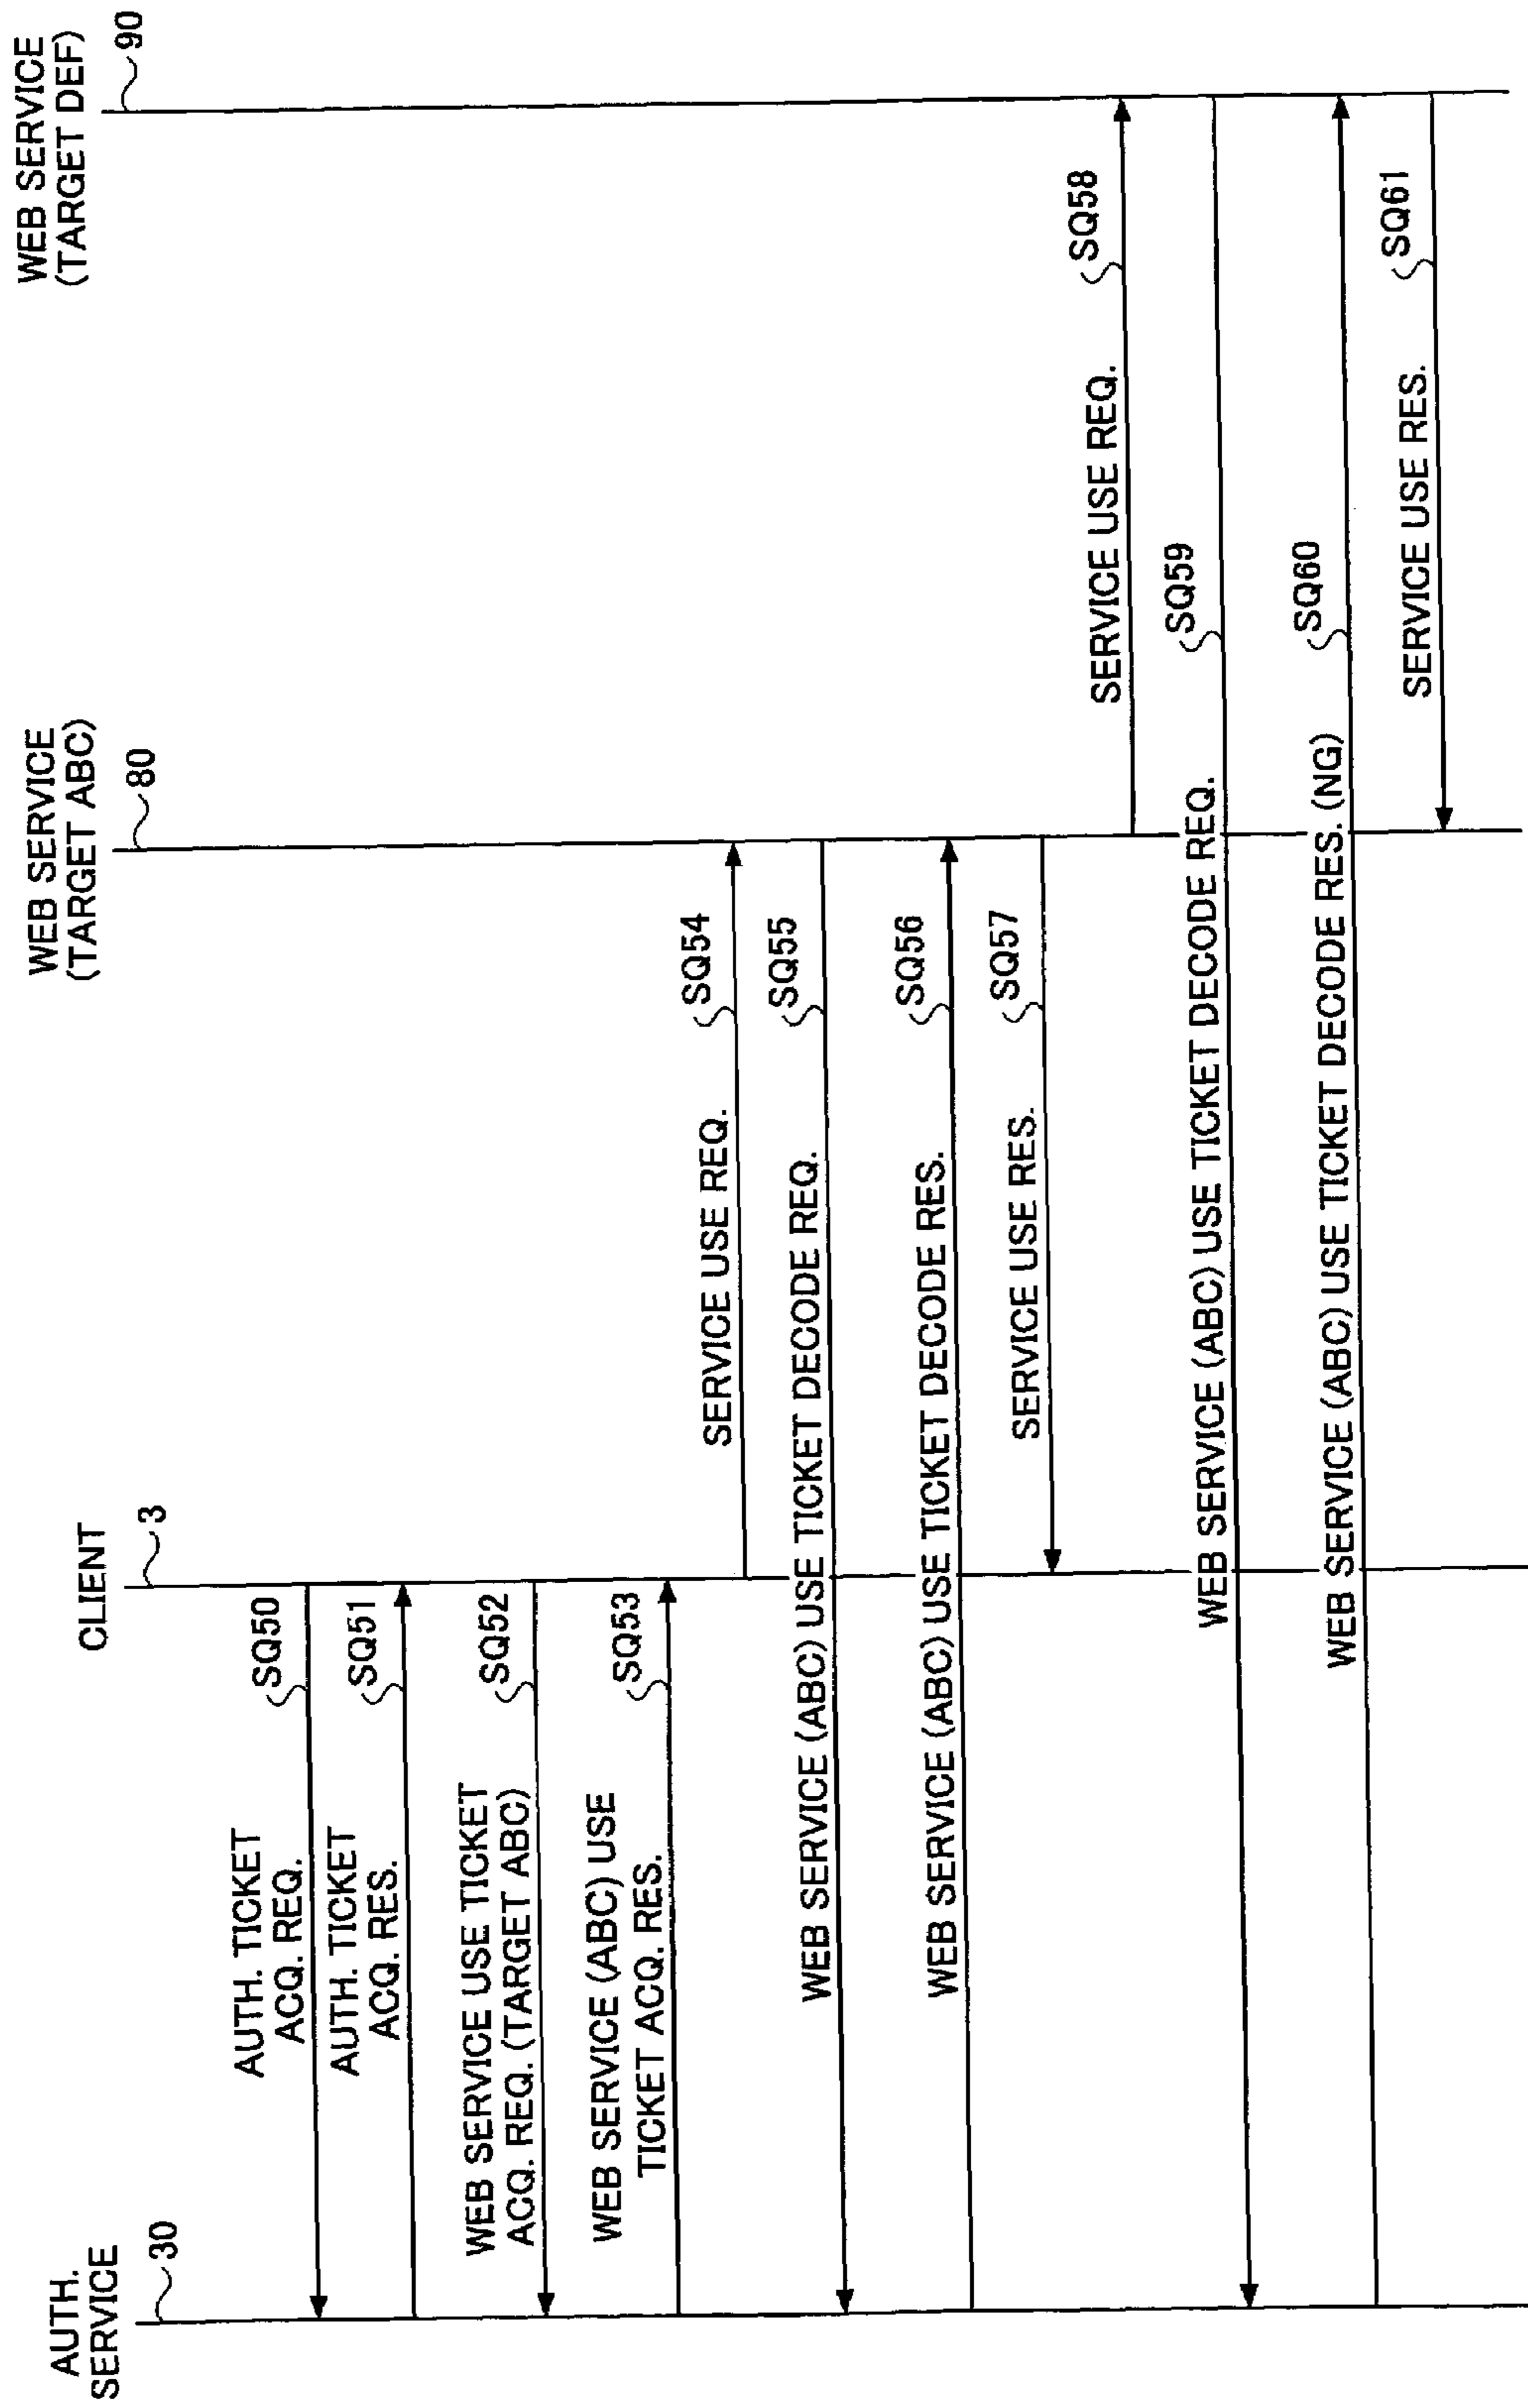 AUTH.
SERVICE
30
CLIENT
3
WEB SERVICE
(TARGET ABC)
80
WEB SERVICE
(TARGET DEF)
90
AUTH. TICKET
ACQ. REQ.
SQ50
AUTH. TICKET
ACQ. RES.
SQ51
WEB SERVICE USE TICKET
ACQ. REQ. (TARGET ABC)
SQ52
WEB SERVICE (ABC) USE
TICKET ACQ. RES.
SQ53
SERVICE USE REQ.
SQ54
WEB SERVICE (ABC) USE TICKET DECODE REQ.
SQ55
WEB SERVICE (ABC) USE TICKET DECODE RES.
SQ56
SERVICE USE RES.
SQ57
SERVICE USE REQ.
SQ58
WEB SERVICE (ABC) USE TICKET DECODE REQ.
SQ59
WEB SERVICE (ABC) USE TICKET DECODE RES. (NG)
SQ60
SERVICE USE RES.
SQ61